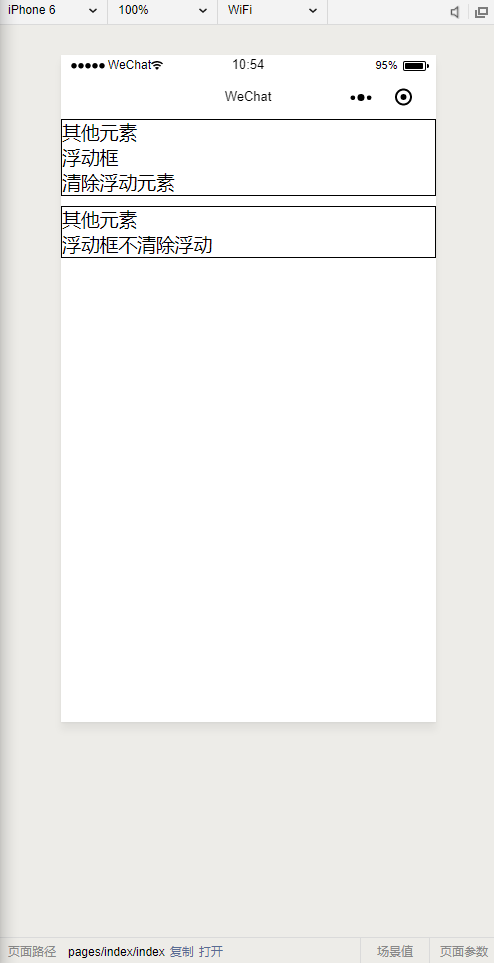 iPhone 6 100% WiFi
WeChat 10:54 95%
WeChat
其他元素
浮动框
清除浮动元素
其他元素
浮动框不清除浮动
页面路径 pages/index/index 复制 打开 场景值 页面参数